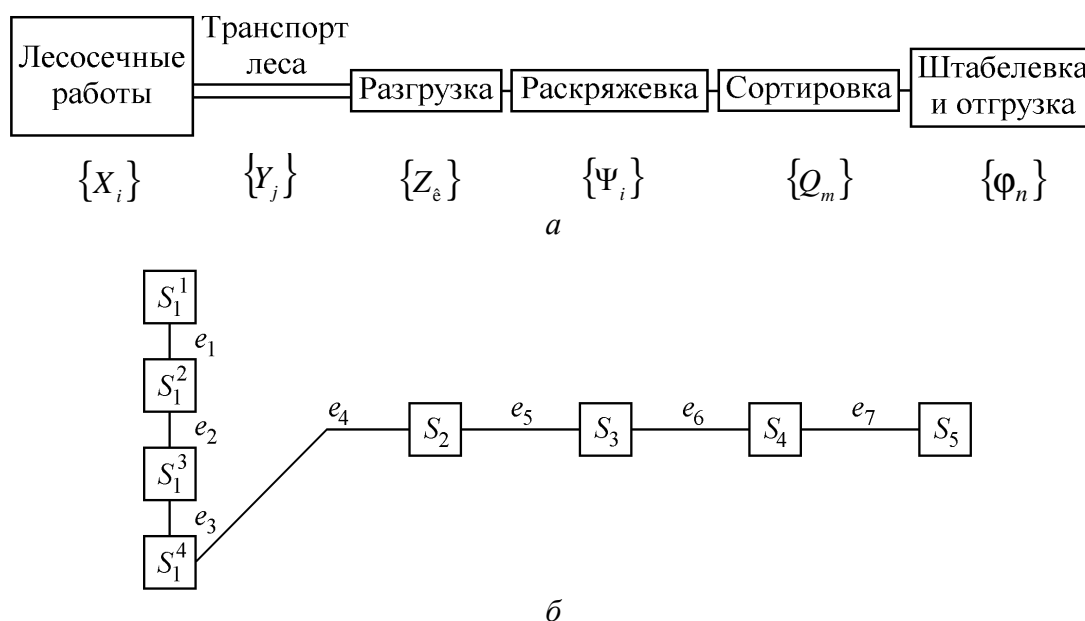 Лесосечные работы
Транспорт леса
Разгрузка
Раскряжевка
Сортировка
Штабелевка и отгрузка
{X_i} {Y_j} {Z_ê} {Ψ_i} {Q_m} {φ_n}
а
S_1^1
e_1
S_1^2
e_2
S_1^3
e_3
S_1^4
e_4
S_2
e_5
S_3
e_6
S_4
e_7
S_5
б